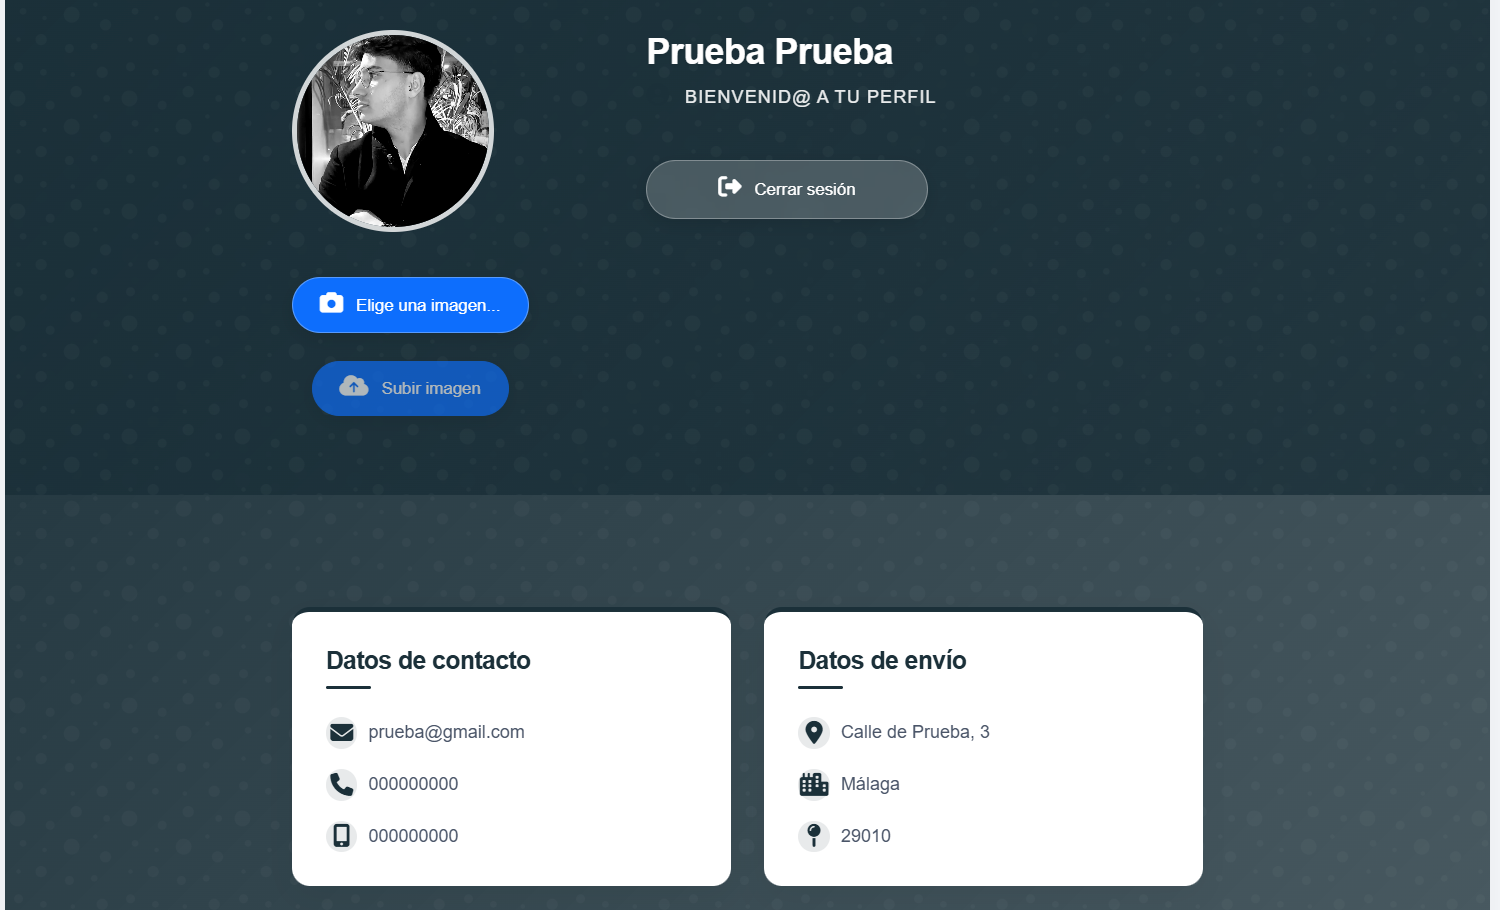 Prueba Prueba
BIENVENID@ A TU PERFIL
Cerrar sesión
Elige una imagen...
Subir imagen
Datos de contacto
prueba@gmail.com
000000000
000000000
Datos de envío
Calle de Prueba, 3
Málaga
29010